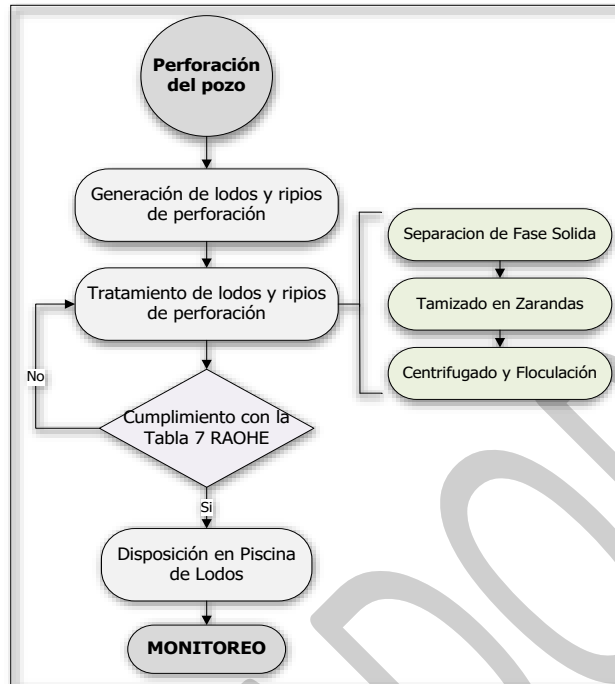 Perforación
del pozo
Generación de lodos y ripios
de perforación
Tratamiento de lodos y ripios
de perforación
Separacion de Fase Solida
Tamizado en Zarandas
Centrifugado y Floculación
No
Cumplimiento con la
Tabla 7 RAOHE
Si
Disposición en Piscina
de Lodos
MONITOREO